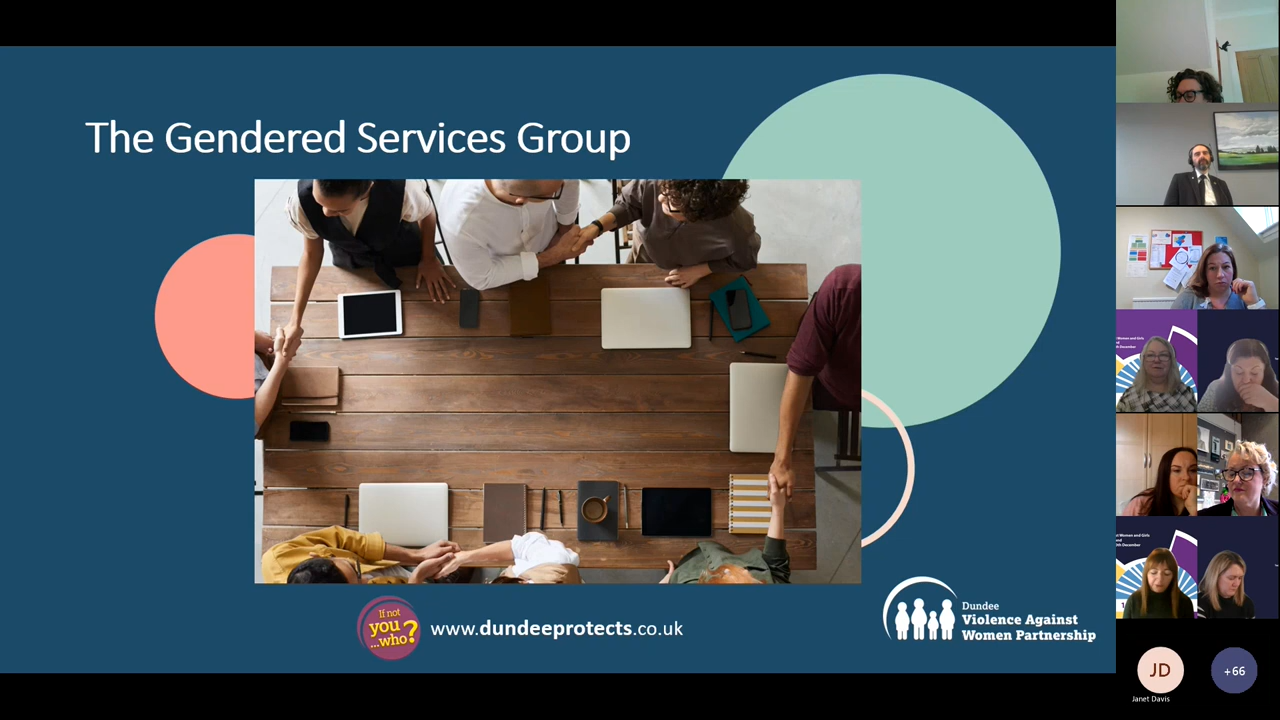 The Gendered Services Group
If not
you
...who?
www.dundeeprotects.co.uk
Dundee
Violence Against
Women Partnership
JD
Janet Davis
+66